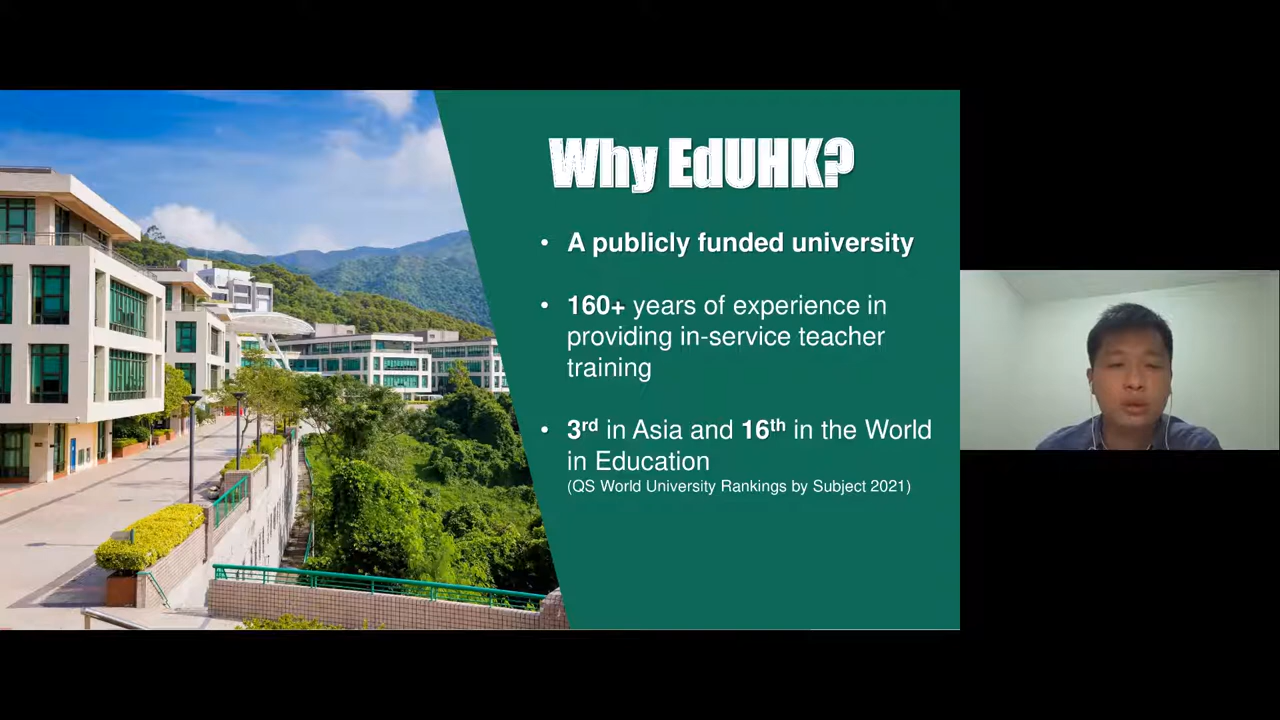 Why EdUHK?
• A publicly funded university
• 160+ years of experience in
providing in-service teacher
training
• 3rd in Asia and 16th in the World
in Education
(QS World University Rankings by Subject 2021)